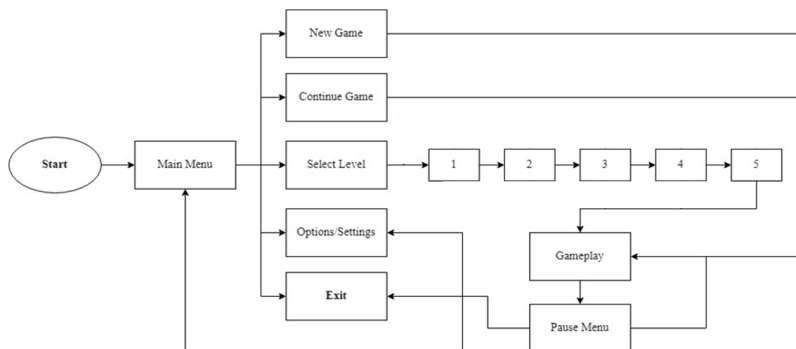 New Game
Continue Game
Start
Main Menu
Select Level
1
2
3
4
5
Options/Settings
Gameplay
Exit
Pause Menu